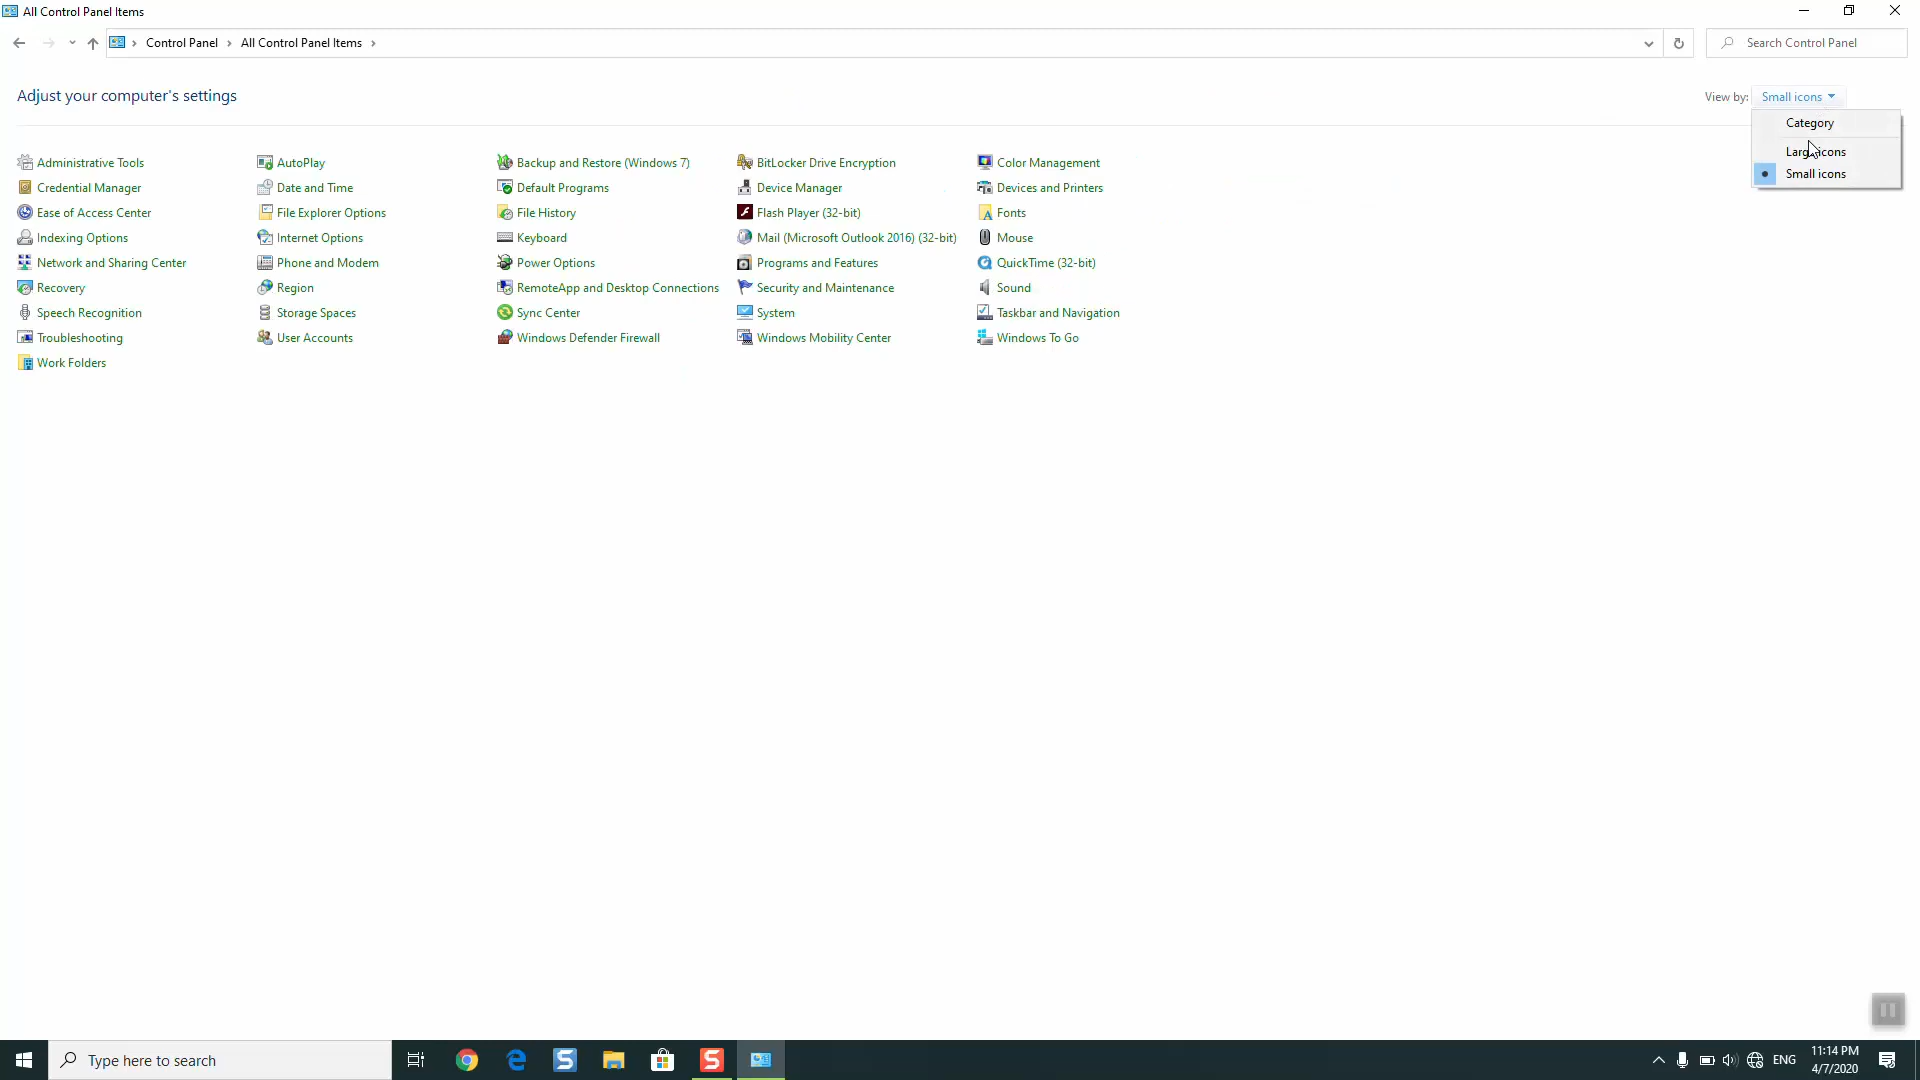 All Control Panel Items
Control Panel
All Control Panel Items
Search Control Panel
Adjust your computer's settings
View by: Small icons
Category
Large icons
Small icons
Administrative Tools
AutoPlay
Backup and Restore (Windows 7)
BitLocker Drive Encryption
Color Management
Credential Manager
Date and Time
Default Programs
Device Manager
Devices and Printers
Ease of Access Center
File Explorer Options
File History
Flash Player (32-bit)
Fonts
Indexing Options
Internet Options
Keyboard
Mail (Microsoft Outlook 2016) (32-bit)
Mouse
Network and Sharing Center
Phone and Modem
Power Options
Programs and Features
QuickTime (32-bit)
Recovery
Region
RemoteApp and Desktop Connections
Security and Maintenance
Sound
Speech Recognition
Storage Spaces
Sync Center
System
Taskbar and Navigation
Troubleshooting
User Accounts
Windows Defender Firewall
Windows Mobility Center
Windows To Go
Work Folders
Type here to search
ENG
11:14 PM
4/7/2020